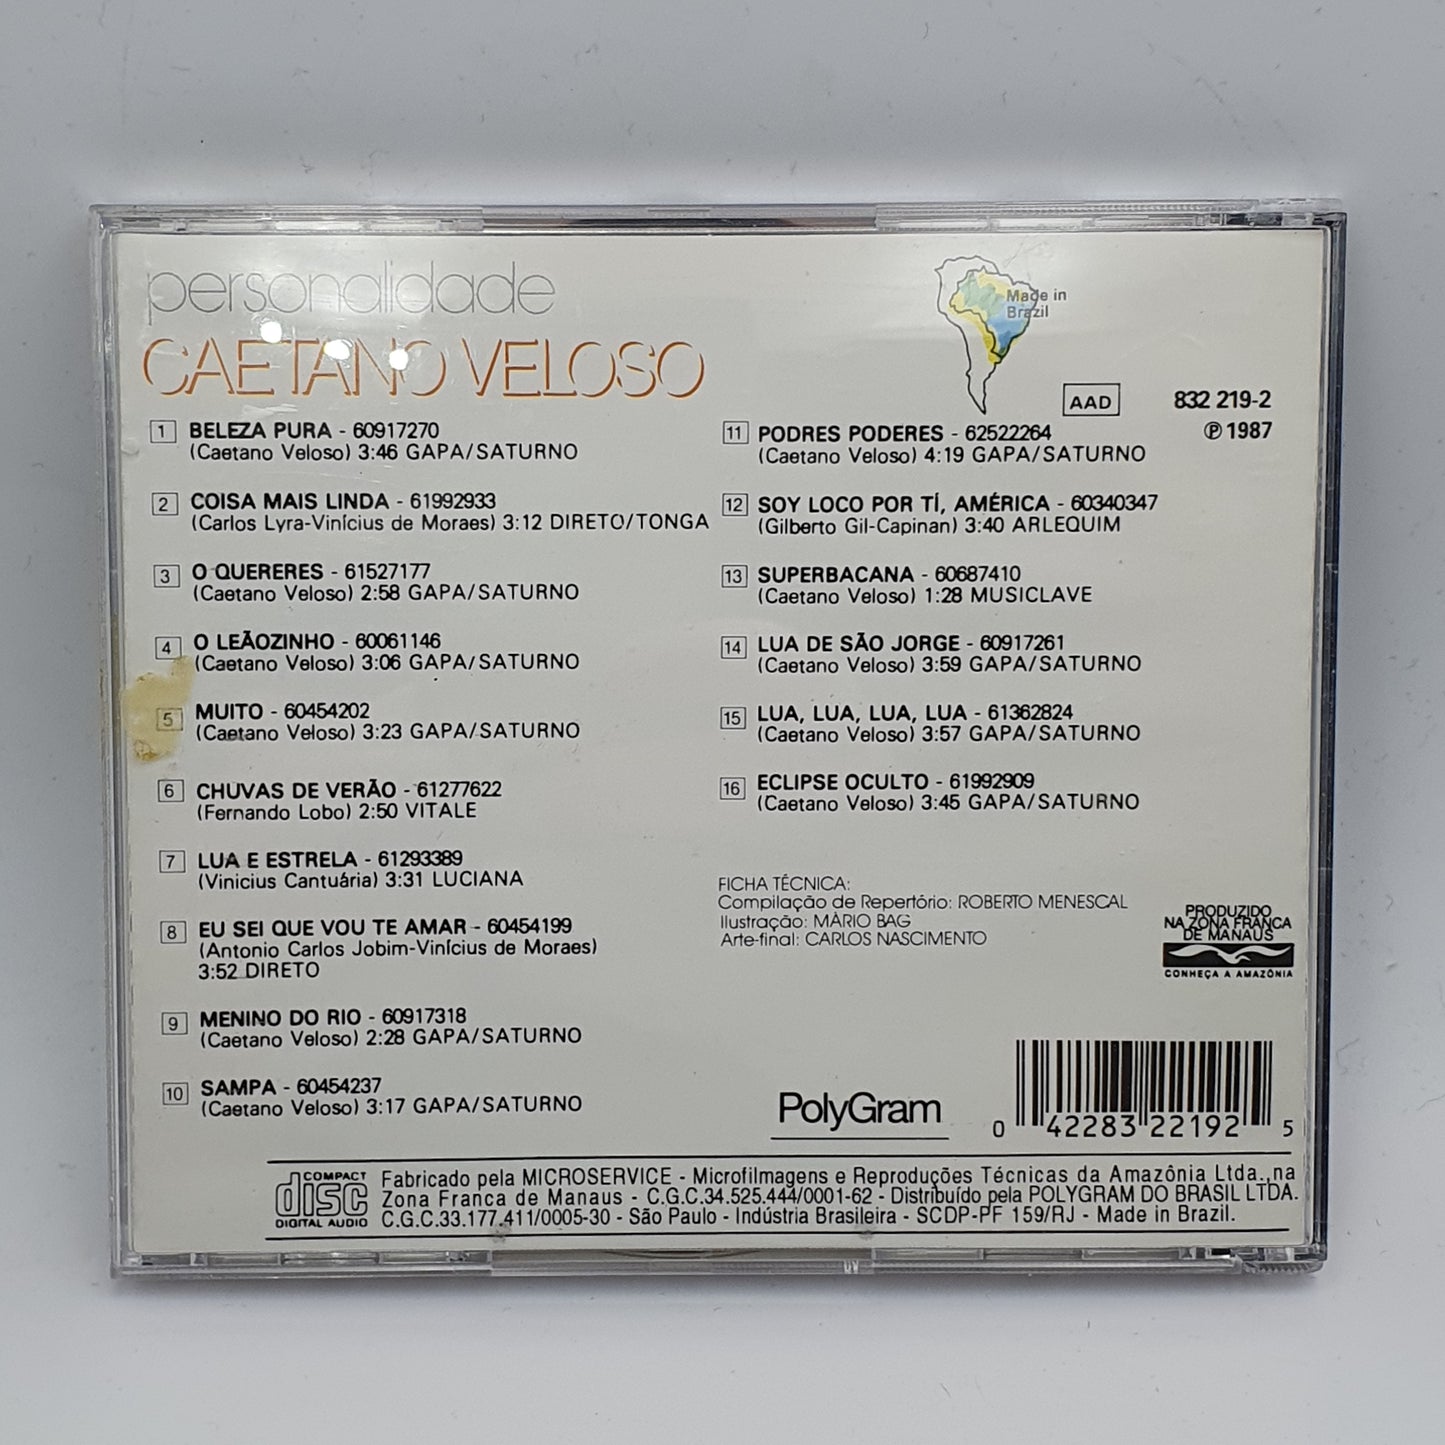 personalidade
CAETANO VELOSO
Made in
Brazil
AAD
832 219-2
℗ 1987
1 BELEZA PURA - 60917270
(Caetano Veloso) 3:46 GAPA/SATURNO
2 COISA MAIS LINDA - 61992933
(Carlos Lyra-Vinícius de Moraes) 3:12 DIRETO/TONGA
3 O QUERERES - 61527177
(Caetano Veloso) 2:58 GAPA/SATURNO
4 O LEÃOZINHO - 60061146
(Caetano Veloso) 3:06 GAPA/SATURNO
5 MUITO - 60454202
(Caetano Veloso) 3:23 GAPA/SATURNO
6 CHUVAS DE VERÃO - 61277622
(Fernando Lobo) 2:50 VITALE
7 LUA E ESTRELA - 61293389
(Vinicius Cantuária) 3:31 LUCIANA
8 EU SEI QUE VOU TE AMAR - 60454199
(Antonio Carlos Jobim-Vinícius de Moraes)
3:52 DIRETO
9 MENINO DO RIO - 60917318
(Caetano Veloso) 2:28 GAPA/SATURNO
10 SAMPA - 60454237
(Caetano Veloso) 3:17 GAPA/SATURNO
11 PODRES PODERES - 62522264
(Caetano Veloso) 4:19 GAPA/SATURNO
12 SOY LOCO POR TÍ, AMÉRICA - 60340347
(Gilberto Gil-Capinan) 3:40 ARLEQUIM
13 SUPERBACANA - 60687410
(Caetano Veloso) 1:28 MUSICLAVE
14 LUA DE SÃO JORGE - 60917261
(Caetano Veloso) 3:59 GAPA/SATURNO
15 LUA, LUA, LUA, LUA - 61362824
(Caetano Veloso) 3:57 GAPA/SATURNO
16 ECLIPSE OCULTO - 61992909
(Caetano Veloso) 3:45 GAPA/SATURNO
FICHA TÉCNICA:
Compilação de Repertório: ROBERTO MENESCAL
Ilustração: MÁRIO BAG
Arte-final: CARLOS NASCIMENTO
PRODUZIDO
NA ZONA FRANCA
DE MANAUS
CONHEÇA A AMAZÔNIA
PolyGram
0 42283 22192 5
COMPACT
disc
DIGITAL AUDIO
Fabricado pela MICROSERVICE - Microfilmagens e Reproduções Técnicas da Amazônia Ltda., na
Zona Franca de Manaus - C.G.C.34.525.444/0001-62 - Distribuído pela POLYGRAM DO BRASIL LTDA.
C.G.C.33.177.411/0005-30 - São Paulo - Indústria Brasileira - SCDP-PF 159/RJ - Made in Brazil.